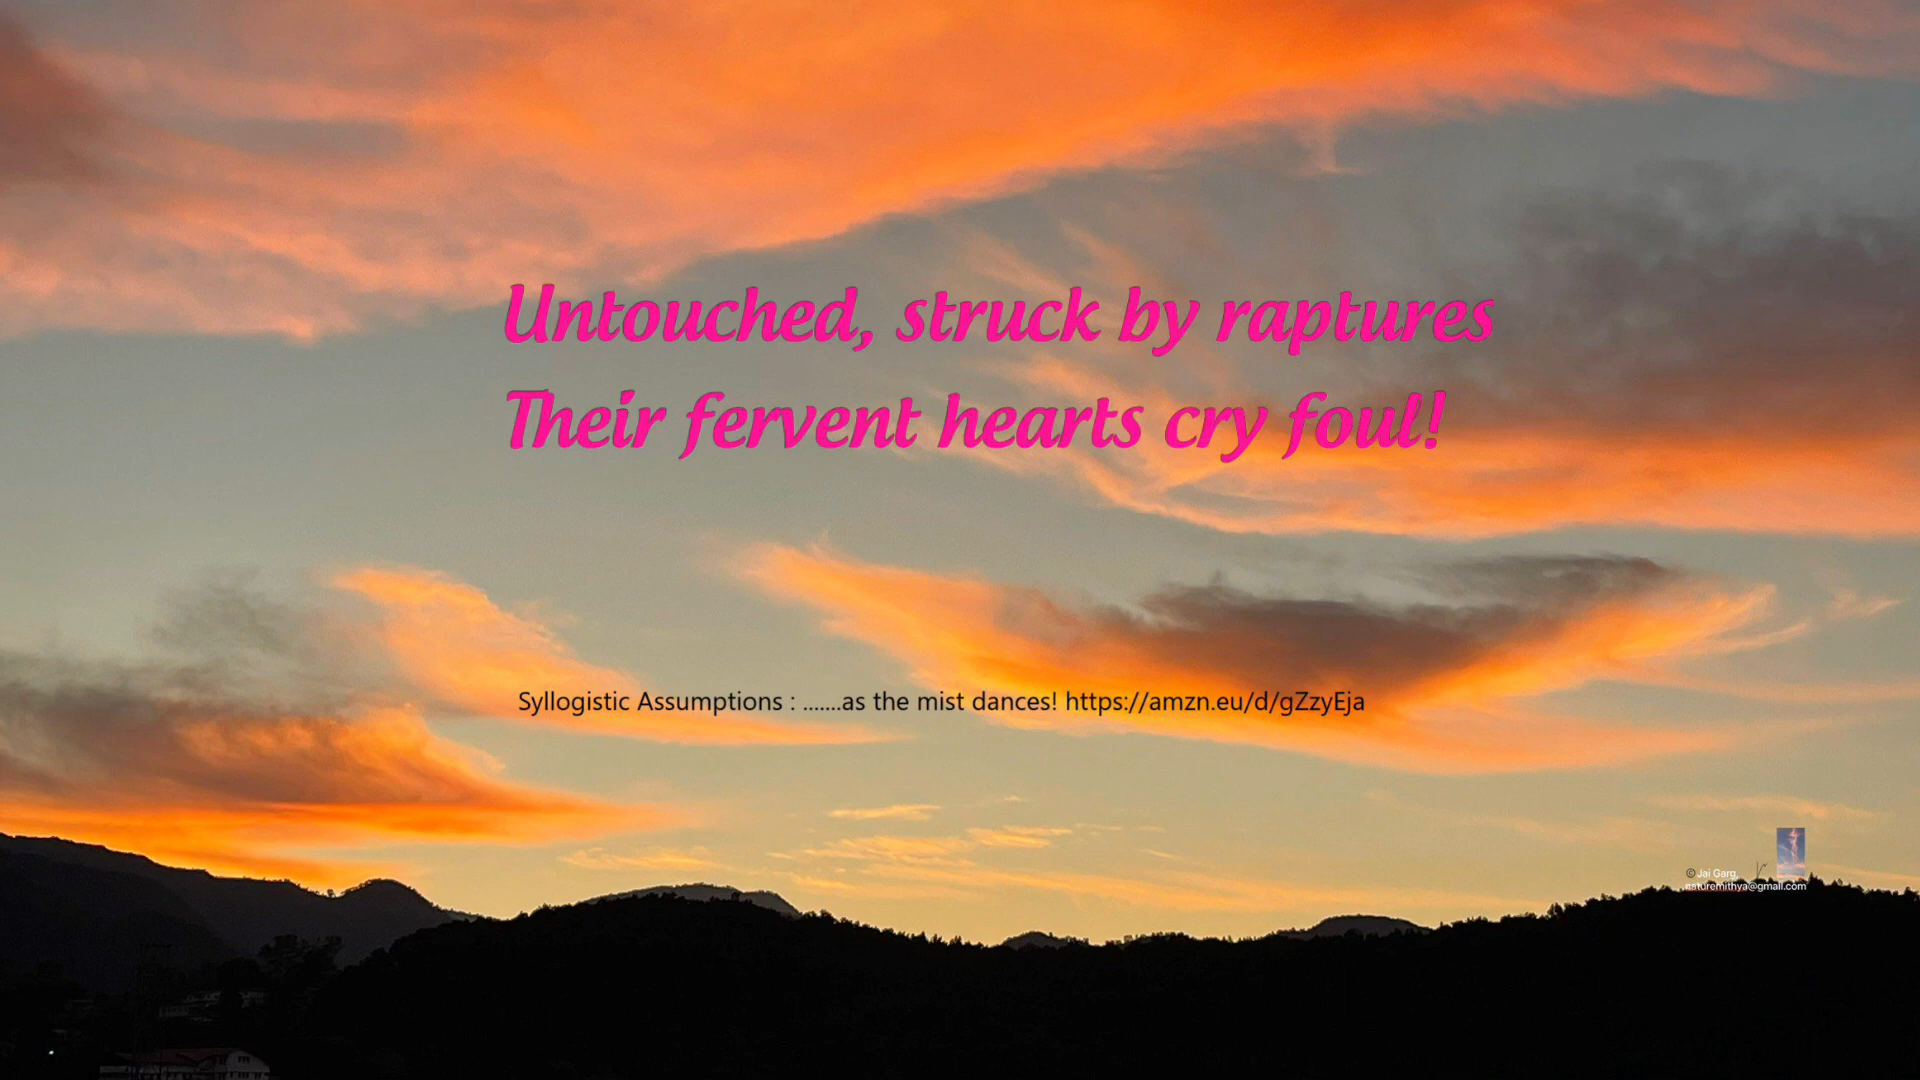 Untouched, struck by raptures
Their fervent hearts cry foul!
Syllogistic Assumptions : .......as the mist dances! https://amzn.eu/d/gZzyEja
© Jai Garg,
naturemithya@gmail.com